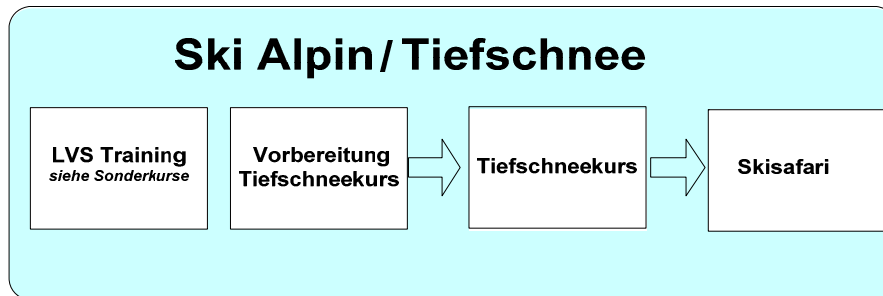 Ski Alpin / Tiefschnee
LVS Training
siehe Sonderkurse
Vorbereitung
Tiefschneekurs
Tiefschneekurs
Skisafari